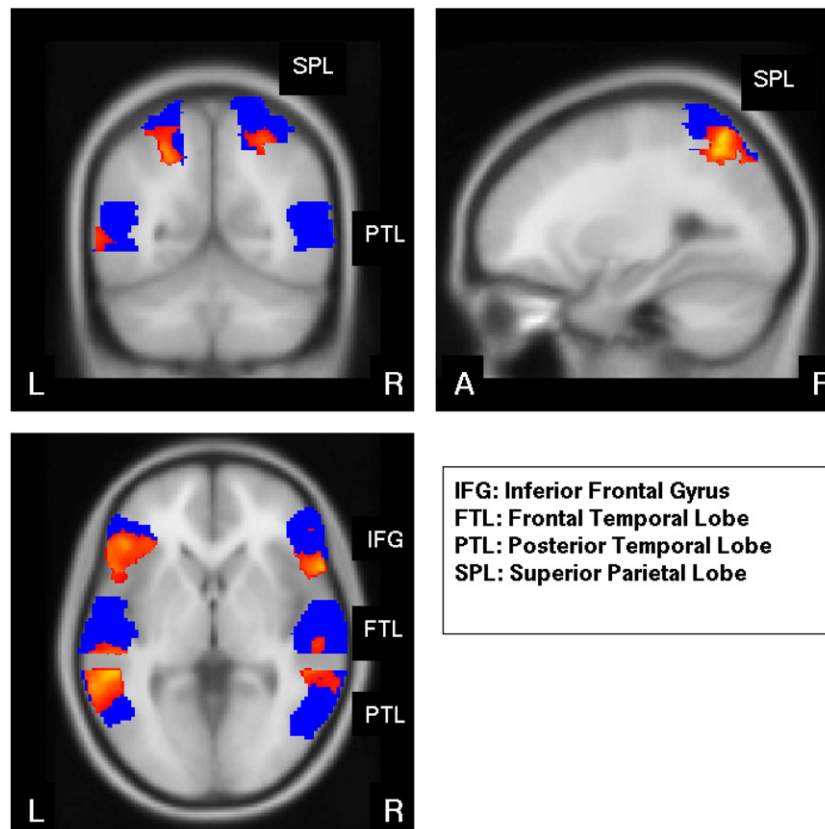 SPL
PTL
L R
SPL
A
IFG
FTL
PTL
L R
IFG: Inferior Frontal Gyrus
FTL: Frontal Temporal Lobe
PTL: Posterior Temporal Lobe
SPL: Superior Parietal Lobe